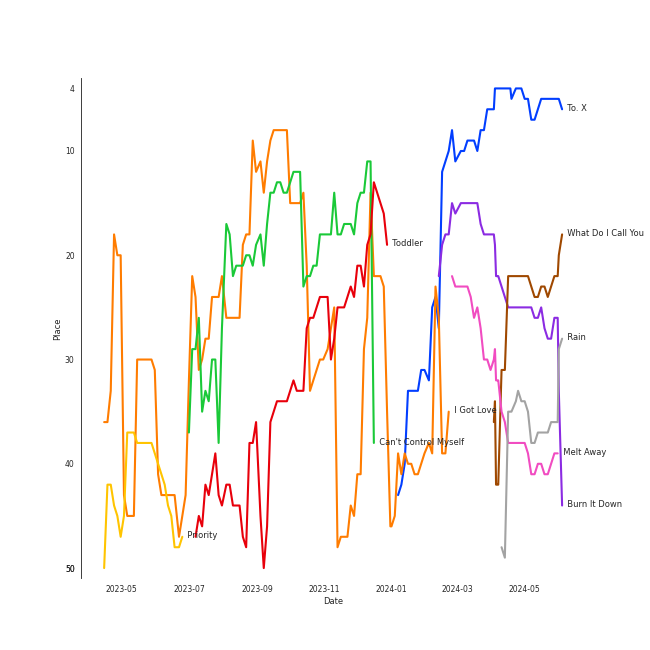 4
To. X
10
What Do I Call You
Toddler
20
Place
30
Rain
I Got Love
Can't Control Myself
40
Melt Away
Burn It Down
Priority
50
2023-05 2023-07 2023-09 2023-11 2024-01 2024-03 2024-05
Date